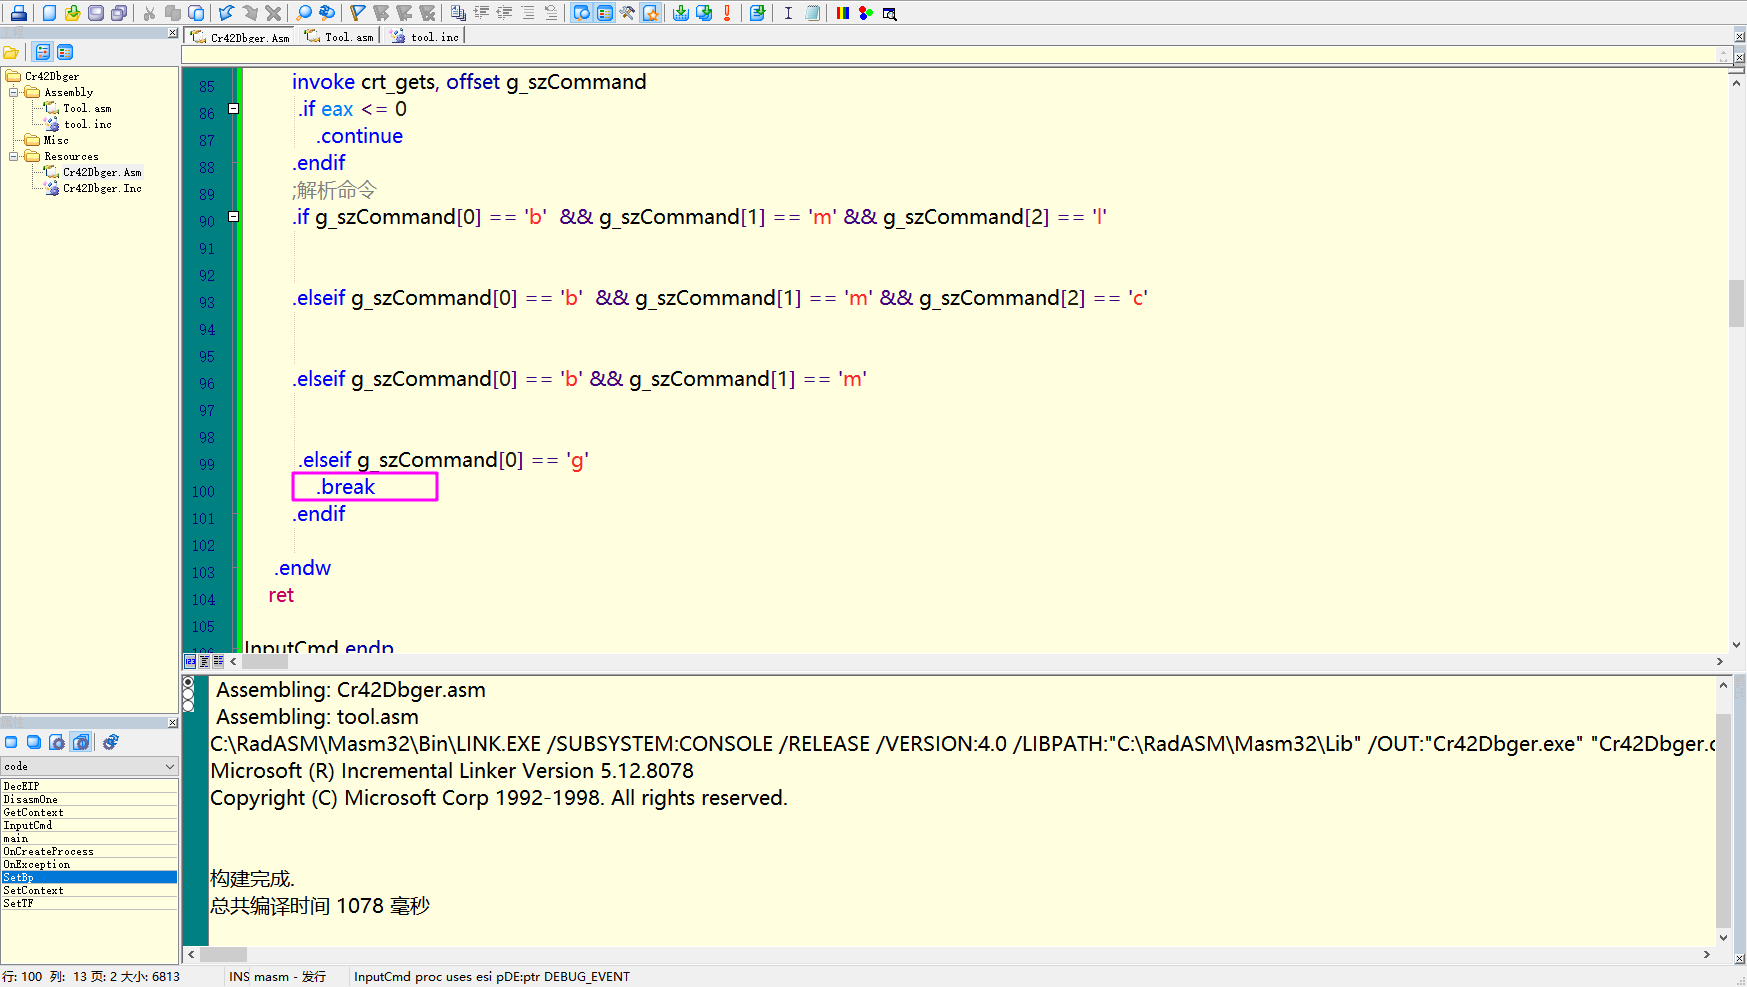 工程
Cr42Dbger
Assembly
Tool.asm
tool.inc
Misc
Resources
Cr42Dbger.Asm
Cr42Dbger.Inc
Cr42Dbger.Asm
Tool.asm
tool.inc
85 invoke crt_gets, offset g_szCommand
86 .if eax <= 0
87 .continue
88 .endif
89 ;解析命令
90 .if g_szCommand[0] == 'b'  && g_szCommand[1] == 'm' && g_szCommand[2] == 'l'
91
92
93 .elseif g_szCommand[0] == 'b'  && g_szCommand[1] == 'm' && g_szCommand[2] == 'c'
94
95
96 .elseif g_szCommand[0] == 'b' && g_szCommand[1] == 'm'
97
98
99 .elseif g_szCommand[0] == 'g'
100 .break
101 .endif
102
103 .endw
104 ret
105
106 InputCmd endp
Assembling: Cr42Dbger.asm
Assembling: tool.asm
C:\RadASM\Masm32\Bin\LINK.EXE /SUBSYSTEM:CONSOLE /RELEASE /VERSION:4.0 /LIBPATH:"C:\RadASM\Masm32\Lib" /OUT:"Cr42Dbger.exe" "Cr42Dbger.o
Microsoft (R) Incremental Linker Version 5.12.8078
Copyright (C) Microsoft Corp 1992-1998. All rights reserved.
构建完成.
总共编译时间 1078 毫秒
属性
code
DecEIP
DisasmOne
GetContext
InputCmd
main
OnCreateProcess
OnException
SetBp
SetContext
SetTF
行: 100  列:  13 页: 2 大小: 6813
INS masm - 发行
InputCmd proc uses esi pDE:ptr DEBUG_EVENT